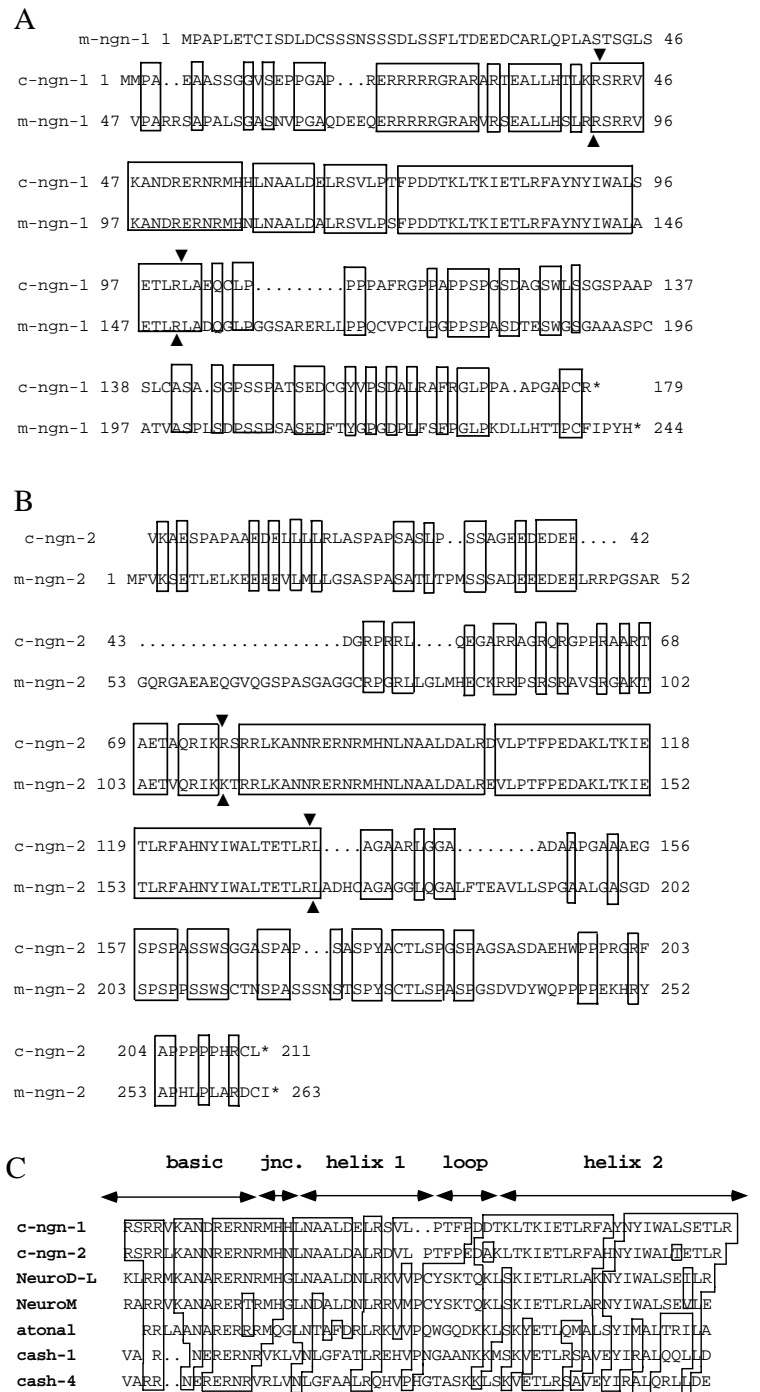 A
m-ngn-1 1 MPAPLETCISDLDCSSSNSSSDLSSFLTDEEDCARLQPLASTSGLS 46
c-ngn-1 1 MMPA..EAASSGGVSEPPGAP...RERRRRRGRARARTEALLHTLKRSRRV 46
m-ngn-1 47 VPARRSAPALSGASNVPGAQDEEQERRRRRGRARVRSEALLHSLRRSRRV 96
c-ngn-1 47 KANDRERNRMHHLNAALDELRSVLPTFPDDTKLTKIETLRFAYNYIWALS 96
m-ngn-1 97 KANDRERNRMHNLNAALDALRSVLPSFPDDTKLTKIETLRFAYNYIWALA 146
c-ngn-1 97 ETLRLAEQCLP.........PPPAFRGPPAPPSPGSDAGSWLSSGSPAAP 137
m-ngn-1 147 ETLRLADQGLPGGSARERLLPPQCVPCLPGPPSPASDTESWGSGAAASPC 196
c-ngn-1 138 SLCASA.SGPSSPATSEDCGYVPSDALRAFRGLPPA.APGAPCR* 179
m-ngn-1 197 ATVASPLSDPSSPSASEDFTYGPGDPLFSFPGLPKDLLHTTPCFIPYH* 244
B
c-ngn-2 VKAESPAPAAEDELLLLRLASPAPSASLP..SSAGEEDEDEE.... 42
m-ngn-2 1 MFVKSETLELKEEEEVLMLLGSASPASATLTPMSSSADEEEDEELRRPGSAR 52
c-ngn-2 43 ....................DGRPRRL....QEGARRAGRQRGPPRAART 68
m-ngn-2 53 GQRGAEAEQGVQGSPASGAGGCRPGRLLGLMHECKRRPSRSRAVSRGAKT 102
c-ngn-2 69 AETAQRIKRSRRLKANNRERNRMHNLNAALDALRDVLPTFPEDAKLTKIE 118
m-ngn-2 103 AETVQRIKKTRRLKANNRERNRMHNLNAALDALREVLPTFPEDAKLTKIE 152
c-ngn-2 119 TLRFAHNYIWALTETLRL....AGAARLGGA........ADAAPGAAAEG 156
m-ngn-2 153 TLRFAHNYIWALTETLRLADHCAGAGGLQGALFTEAVLLSPGAALGASGD 202
c-ngn-2 157 SPSPASSWSGGASPAP...SASPYACTLSPGSPAGSASDAEHWPPPRGRF 203
m-ngn-2 203 SPSPPSSWSCTNSPASSSNSTSPYSCTLSPASPGSDVDYWQPPPPEKHRY 252
c-ngn-2 204 APPPPPPHRCL* 211
m-ngn-2 253 APHLPLARDCI* 263
C
basic jnc. helix 1 loop helix 2
c-ngn-1 RSRRVKANDRERNRMHHLNAALDELRSVL..PTFPDDTKLTKIETLRFAYNYIWALSETLR
c-ngn-2 RSRRLKANNRERNRMHNLNAALDALRDVL PTFPEDAKLTKIETLRFAHNYIWALTETLR
NeuroD-L KLRRMKANARERNRMHGLNAALDNLRKVVPCYSKTQKLSKIETLRLAKNYIWALSEILR
NeuroM RARRVKANARERTRMHGLNDALDNLRRVMPCYSKTQKLSKIETLRLARNYIWALSEVLE
atonal RRLAANARERRRMQGLNTAFDRLRKVVPQWGQDKKLSKYETLQMALSYIMALTRILA
cash-1 VA R.. NERERNRVKLVNLGFATLREHVPNGAANKKMSKVETLRSAVEYIRALQQLLD
cash-4 VARR..NERERNRVRLVNLGFAALRQHVPHGTASKKLSKVETLRSAVEYIRALQRLLDE